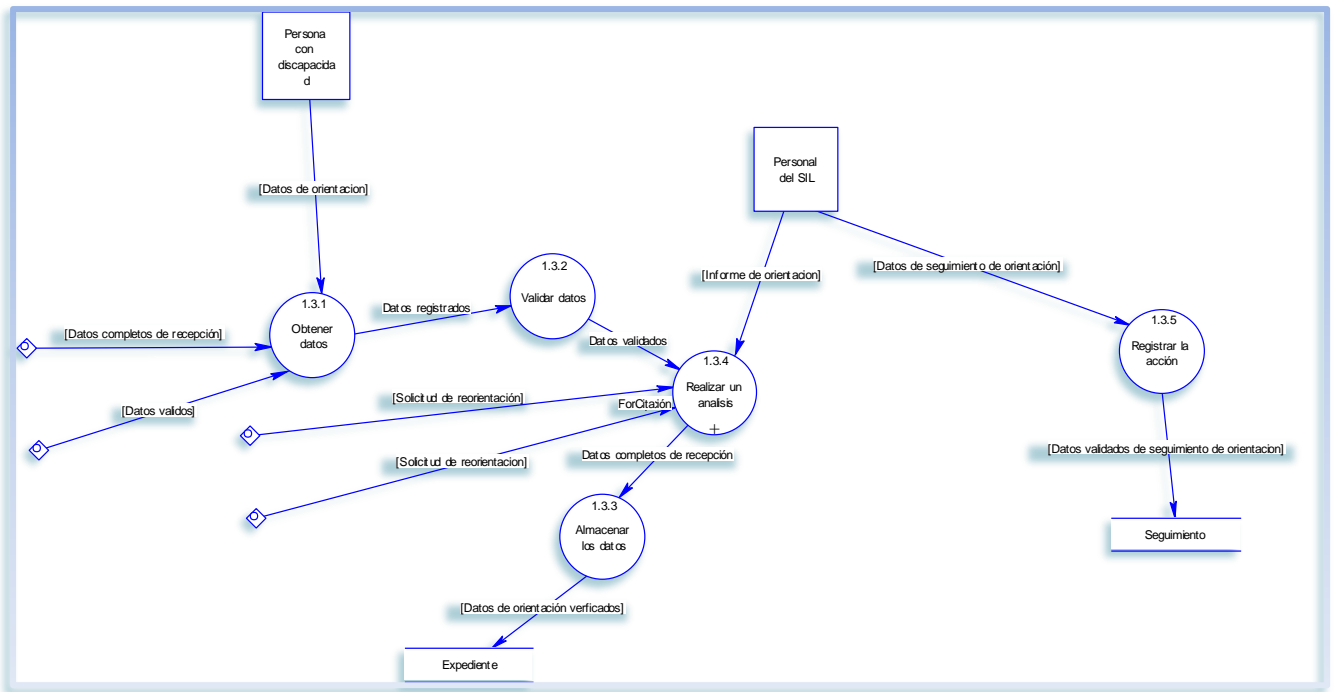 Persona
con
discapacida
d
Personal
del SIL
[Datos de orientacion]
[Informe de orientacion]
[Datos de seguimiento de orientación]
1.3.2
Validar datos
1.3.1
Obtener
datos
Datos registrados
[Datos completos de recepción]
Datos validados
1.3.5
Registrar la
acción
1.3.4
Realizar un
analisis
[Datos validos]
[Solicitud de reorientación]
ForCitaxión
[Solicitud de reorientacion]
Datos completos de recepción
[Datos validados de seguimiento de orientacion]
1.3.3
Almacenar
los datos
Seguimiento
[Datos de orientación verficados]
Expediente